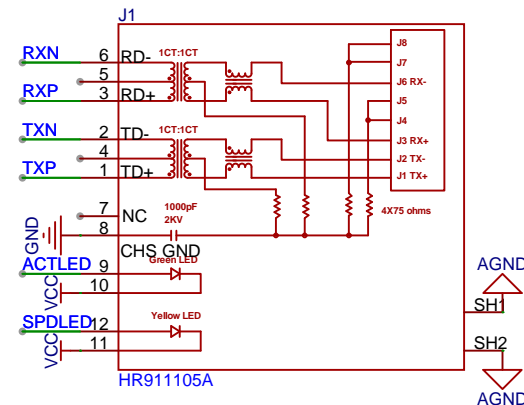 J1
RXN 6 RD- 1CT:1CT J8
J7
5 J6 RX-
RXP 3 RD+ J5
J4
TXN 2 TD- 1CT:1CT J3 RX+
4 J2 TX-
TXP 1 TD+ J1 TX+
7 NC 1000pF 4X75 ohms
2KV
GND 8 CHS GND
ACTLED 9 Green LED
VCC 10
SPDLED 12 Yellow LED
VCC 11
AGND
SH1
SH2
AGND
HR911105A